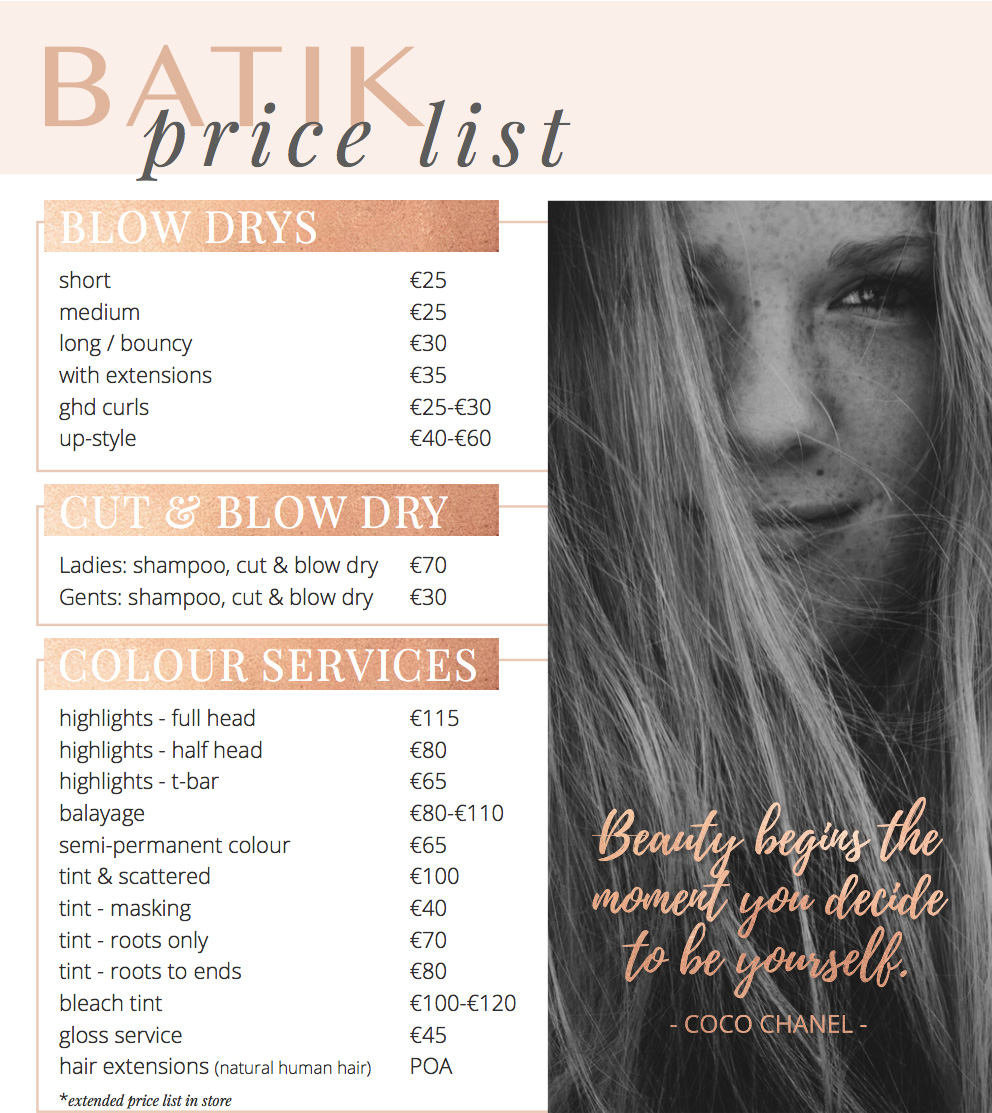 BATIK
price list
BLOW DRYS
short €25
medium €25
long / bouncy €30
with extensions €35
ghd curls €25-€30
up-style €40-€60
CUT & BLOW DRY
Ladies: shampoo, cut & blow dry €70
Gents: shampoo, cut & blow dry €30
COLOUR SERVICES
highlights - full head €115
highlights - half head €80
highlights - t-bar €65
balayage €80-€110
semi-permanent colour €65
tint & scattered €100
tint - masking €40
tint - roots only €70
tint - roots to ends €80
bleach tint €100-€120
gloss service €45
hair extensions (natural human hair) POA
*extended price list in store
Beauty begins the
moment you decide
to be yourself.
- COCO CHANEL -